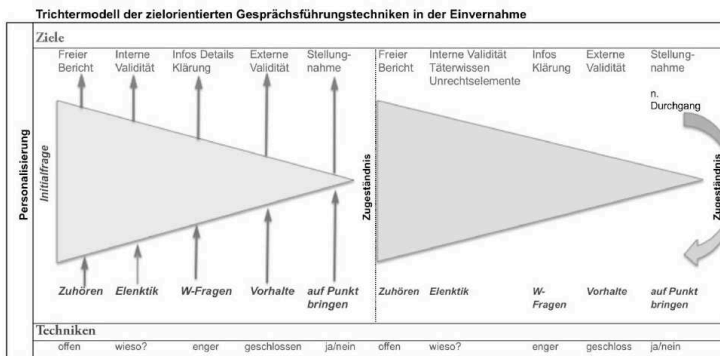 Trichtermodell der zielorientierten Gesprächsführungstechniken in der Einvernahme
Ziele
Freier
Bericht
Interne
Validität
Infos Details
Klärung
Externe
Validität
Stellung-
nahme
Freier
Bericht
Interne Validität
Täterwissen
Unrechtselemente
Infos
Klärung
Externe
Validität
Stellung-
nahme
n.
Durchgang
Personalisierung
Initialfrage
Zugeständnis
Zugeständnis
Zuhören
Elenktik
W-Fragen
Vorhalte
auf Punkt
bringen
Zuhören
Elenktik
W-
Fragen
Vorhalte
auf Punkt
bringen
Techniken
offen
wieso?
enger
geschlossen
ja/nein
offen
wieso?
enger
geschloss
ja/nein